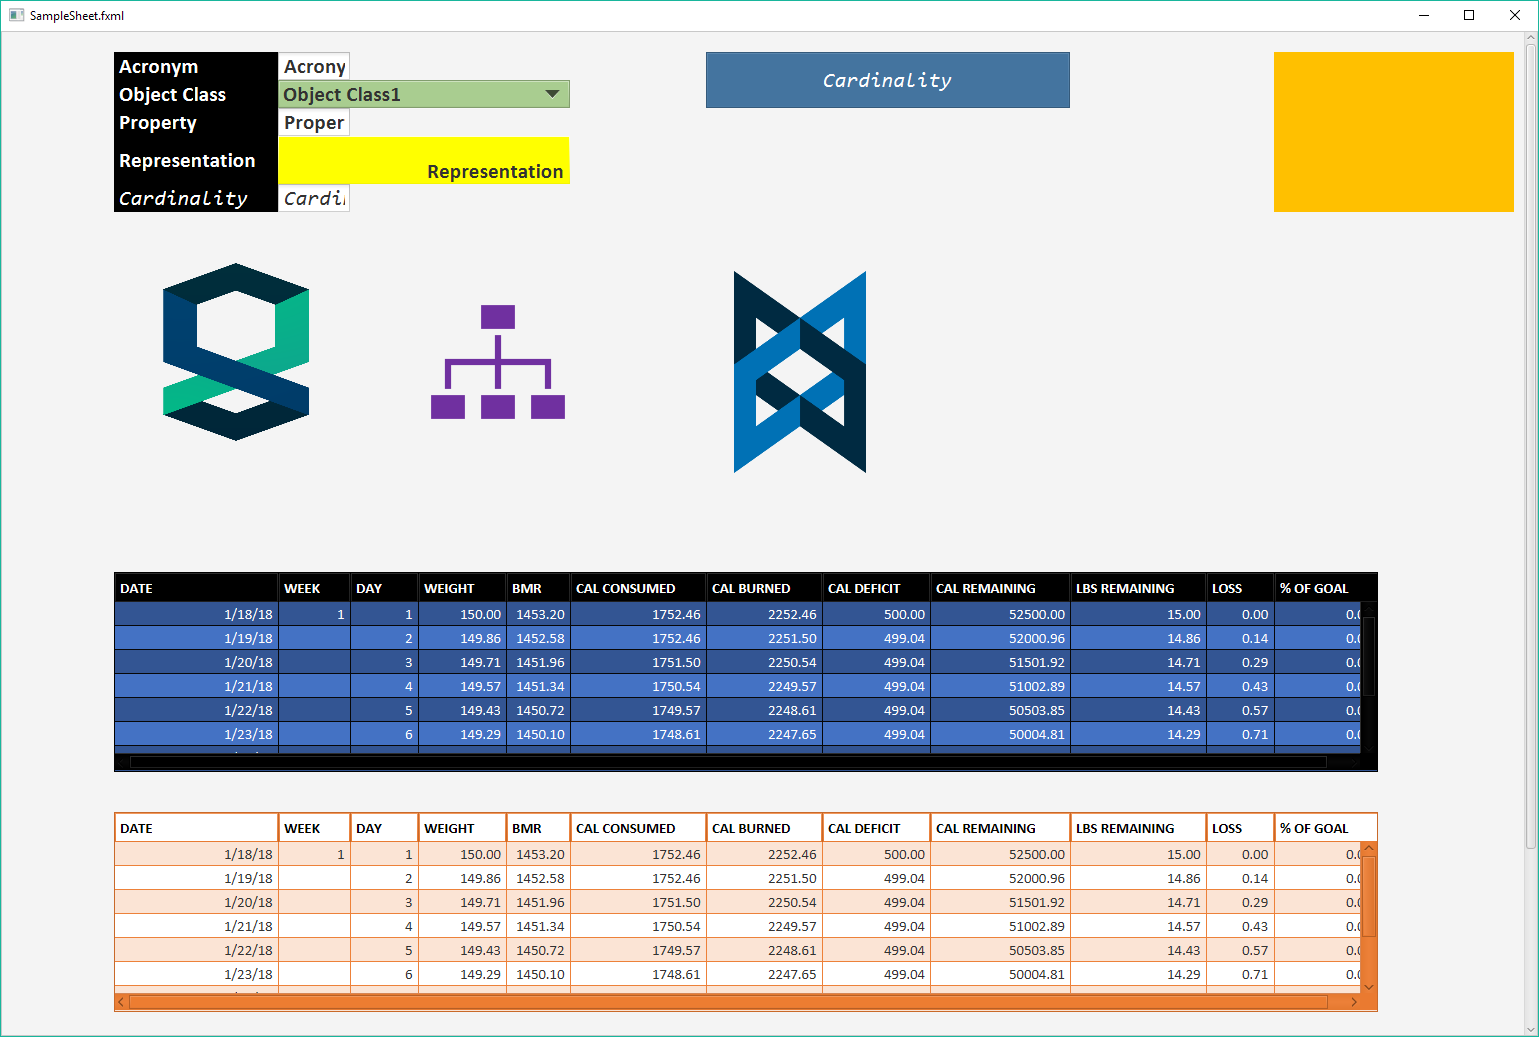 SampleSheet.fxml
Acronym Acrony
Cardinality
Object Class Object Class1
Property Proper
Representation Representation
Cardinality Cardi
DATE WEEK DAY WEIGHT BMR CAL CONSUMED CAL BURNED CAL DEFICIT CAL REMAINING LBS REMAINING LOSS % OF GOAL
1/18/18 1 1 150.00 1453.20 1752.46 2252.46 500.00 52500.00 15.00 0.00 0.0
1/19/18 2 149.86 1452.58 1752.46 2251.50 499.04 52000.96 14.86 0.14 0.0
1/20/18 3 149.71 1451.96 1751.50 2250.54 499.04 51501.92 14.71 0.29 0.0
1/21/18 4 149.57 1451.34 1750.54 2249.57 499.04 51002.89 14.57 0.43 0.0
1/22/18 5 149.43 1450.72 1749.57 2248.61 499.04 50503.85 14.43 0.57 0.0
1/23/18 6 149.29 1450.10 1748.61 2247.65 499.04 50004.81 14.29 0.71 0.0
DATE WEEK DAY WEIGHT BMR CAL CONSUMED CAL BURNED CAL DEFICIT CAL REMAINING LBS REMAINING LOSS % OF GOAL
1/18/18 1 1 150.00 1453.20 1752.46 2252.46 500.00 52500.00 15.00 0.00 0.0
1/19/18 2 149.86 1452.58 1752.46 2251.50 499.04 52000.96 14.86 0.14 0.0
1/20/18 3 149.71 1451.96 1751.50 2250.54 499.04 51501.92 14.71 0.29 0.0
1/21/18 4 149.57 1451.34 1750.54 2249.57 499.04 51002.89 14.57 0.43 0.0
1/22/18 5 149.43 1450.72 1749.57 2248.61 499.04 50503.85 14.43 0.57 0.0
1/23/18 6 149.29 1450.10 1748.61 2247.65 499.04 50004.81 14.29 0.71 0.0